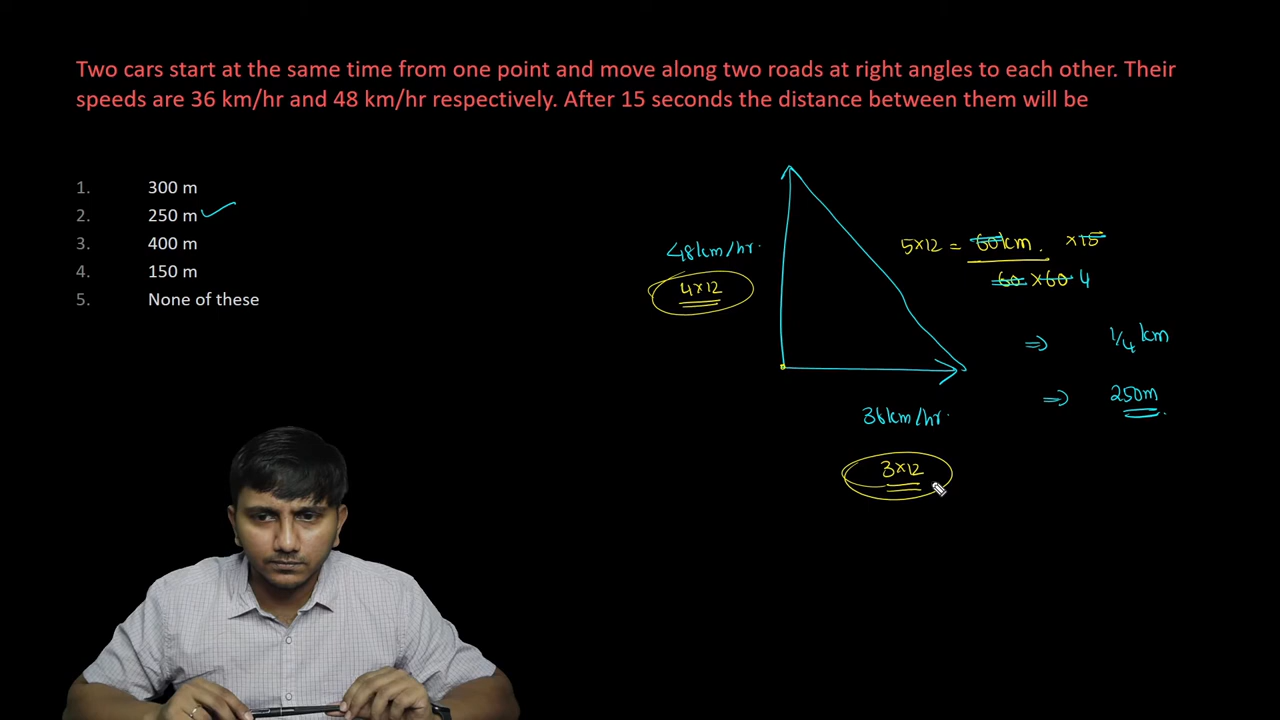 Two cars start at the same time from one point and move along two roads at right angles to each other. Their
speeds are 36 km/hr and 48 km/hr respectively. After 15 seconds the distance between them will be
1. 300 m
2. 250 m
3. 400 m
4. 150 m
5. None of these
48km/hr.
4×12
5×12 = 60km. ×15
60 ×60 4
⇒ 1/4 km
⇒ 250m
36km/hr.
3×12